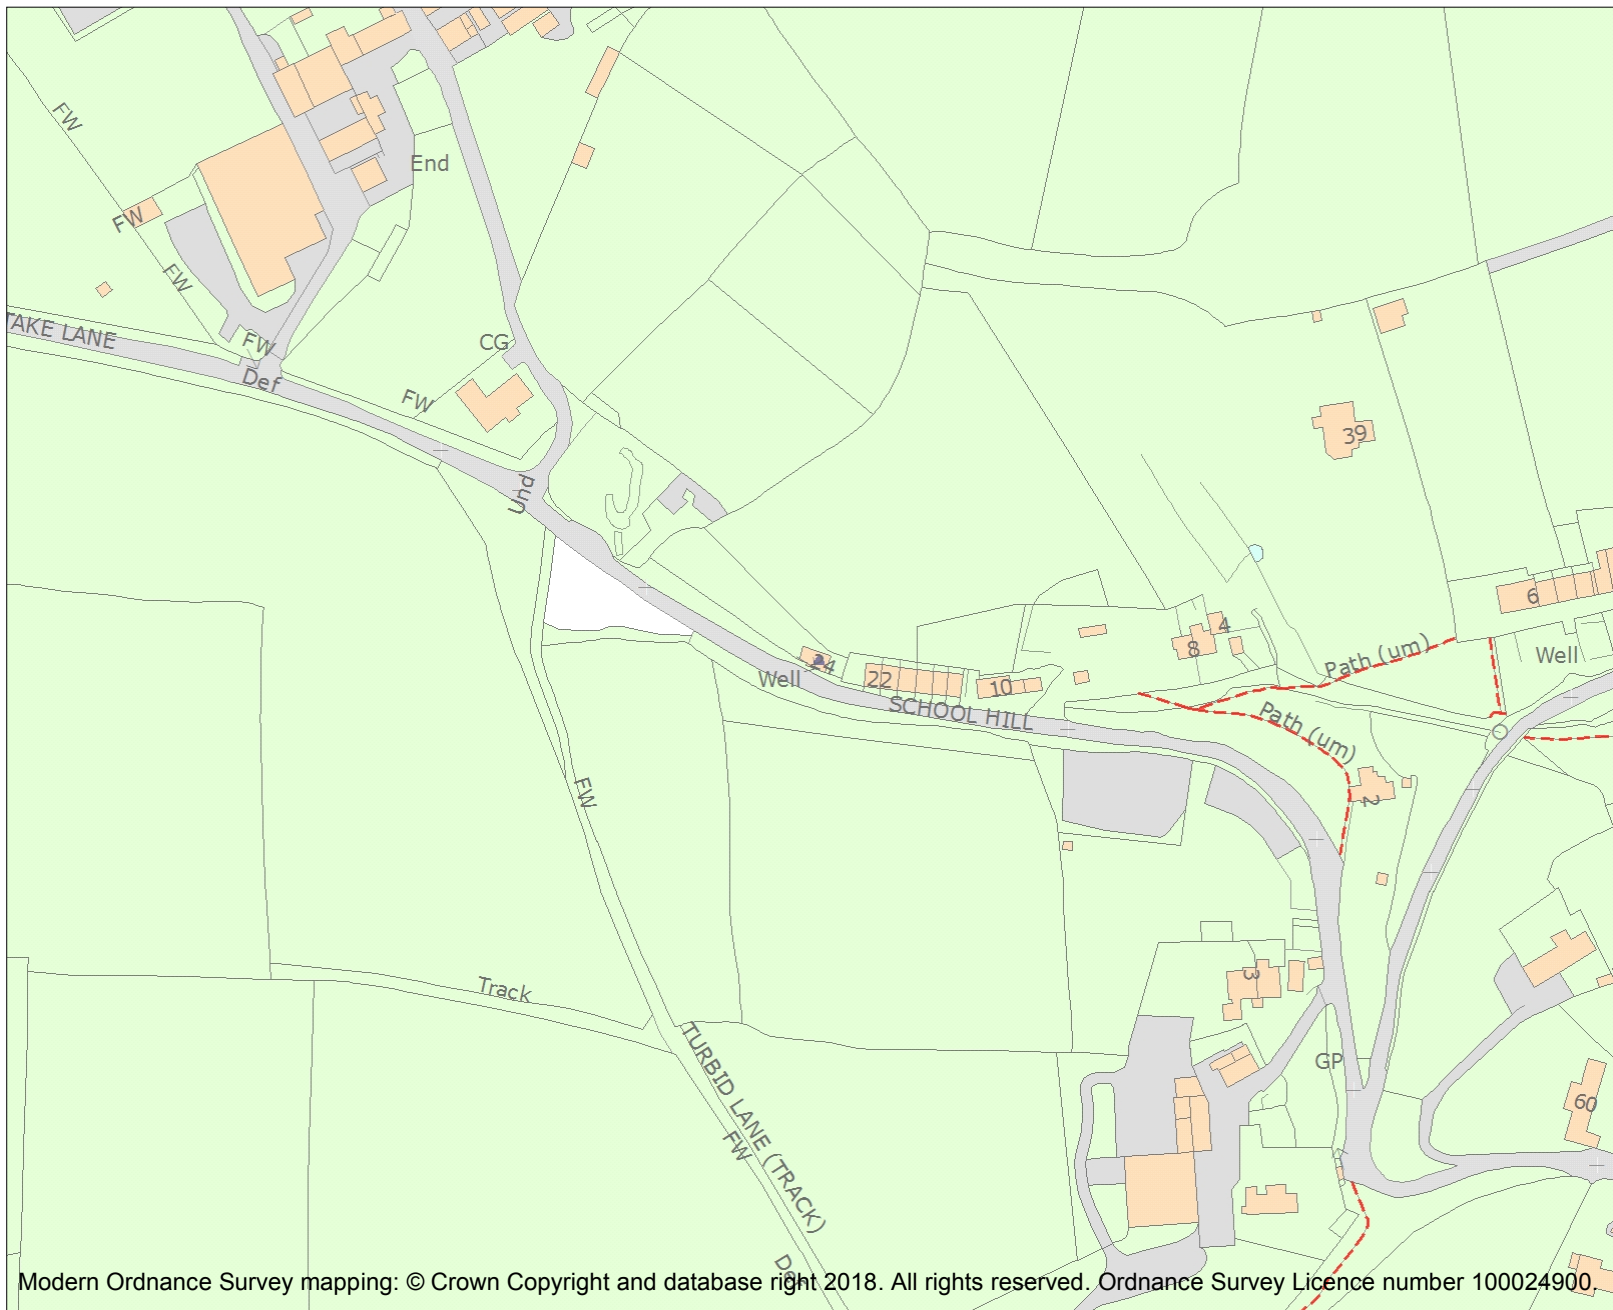 FW
End
FW
FW
TAKE LANE
FW
CG
Def
FW
Und
39
6
4
8
Path (um)
Well
24
Well
22
10
SCHOOL HILL
Path (um)
2
FW
3
Track
TURBID LANE (TRACK)
GP
60
FW
Def
Modern Ordnance Survey mapping: © Crown Copyright and database right 2018. All rights reserved. Ordnance Survey Licence number 100024900.